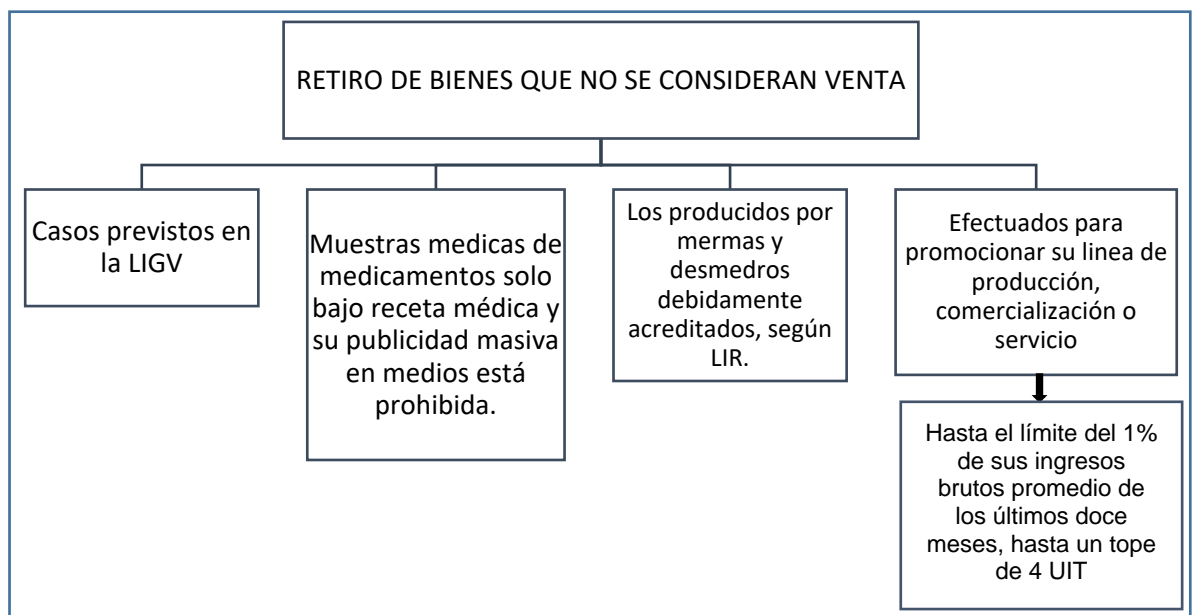 RETIRO DE BIENES QUE NO SE CONSIDERAN VENTA
Casos previstos en
la LIGV
Muestras medicas de
medicamentos solo
bajo receta médica y
su publicidad masiva
en medios está
prohibida.
Los producidos por
mermas y
desmedros
debidamente
acreditados, según
LIR.
Efectuados para
promocionar su linea de
producción,
comercialización o
servicio
Hasta el límite del 1%
de sus ingresos
brutos promedio de
los últimos doce
meses, hasta un tope
de 4 UIT